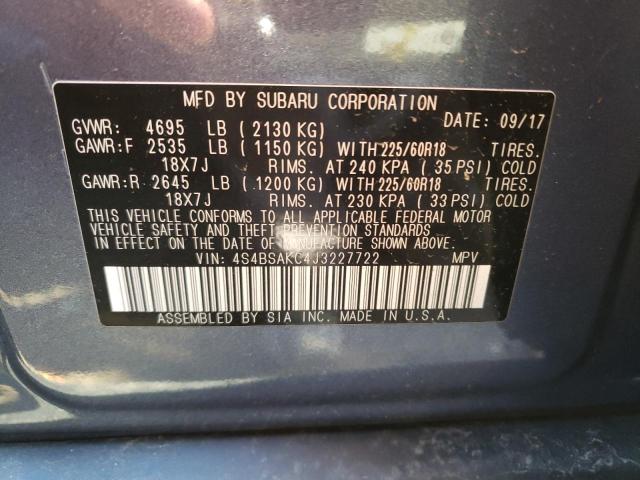 MFD BY SUBARU CORPORATION
GVWR: 4695 LB ( 2130 KG) DATE: 09/17
GAWR:F 2535 LB ( 1150 KG) WITH 225/60R18 TIRES.
18X7J RIMS. AT 240 KPA ( 35 PSI) COLD
GAWR:R 2645 LB ( 1200 KG) WITH 225/60R18 TIRES.
18X7J RIMS. AT 230 KPA ( 33 PSI) COLD
THIS VEHICLE CONFORMS TO ALL APPLICABLE FEDERAL MOTOR
VEHICLE SAFETY AND THEFT PREVENTION STANDARDS
IN EFFECT ON THE DATE OF MANUFACTURE SHOWN ABOVE.
VIN: 4S4BSAKC4J3227722 MPV
ASSEMBLED BY SIA INC. MADE IN U.S.A.